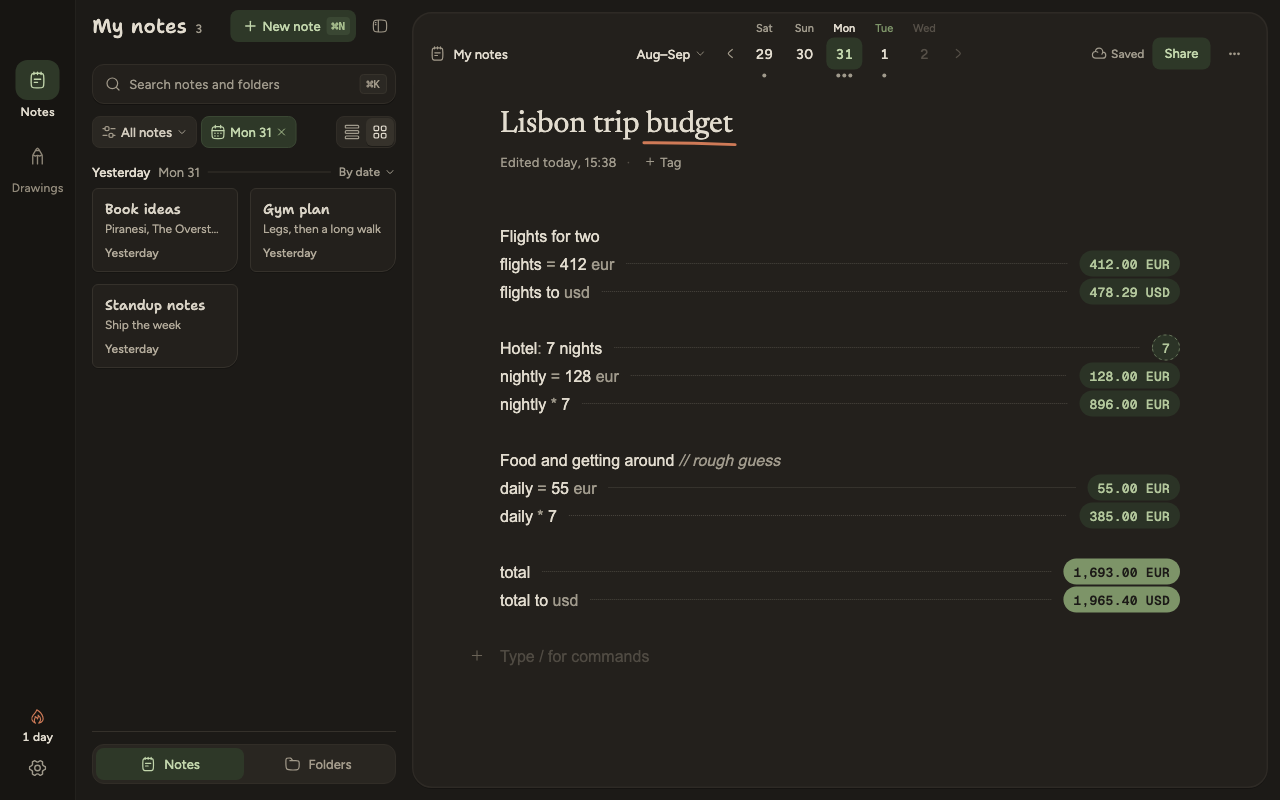 My notes 3
+ New note ⌘N
Search notes and folders ⌘K
All notes
Mon 31 ×
Yesterday Mon 31
By date
Book ideas
Piranesi, The Overst…
Yesterday
Gym plan
Legs, then a long walk
Yesterday
Standup notes
Ship the week
Yesterday
Notes
Drawings
1 day
Notes
Folders
My notes
Aug–Sep
Sat Sun Mon Tue Wed
29 30 31 1 2
Saved
Share
Lisbon trip budget
Edited today, 15:38 · + Tag
Flights for two
flights = 412 eur 412.00 EUR
flights to usd 478.29 USD
Hotel: 7 nights 7
nightly = 128 eur 128.00 EUR
nightly * 7 896.00 EUR
Food and getting around // rough guess
daily = 55 eur 55.00 EUR
daily * 7 385.00 EUR
total 1,693.00 EUR
total to usd 1,965.40 USD
+ Type / for commands